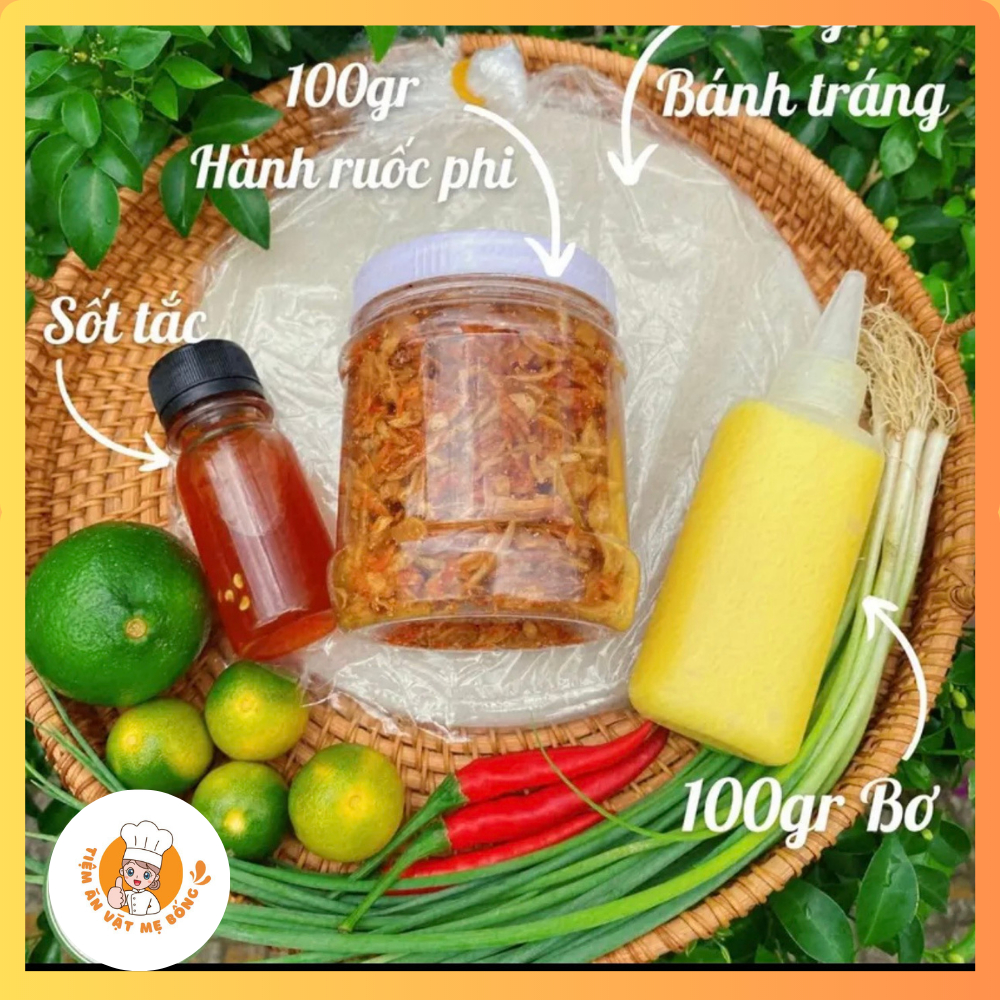 100gr
Hành ruốc phi
Bánh tráng
Sốt tắc
100gr Bơ
TIỆM ĂN VẶT MẸ BỐNG